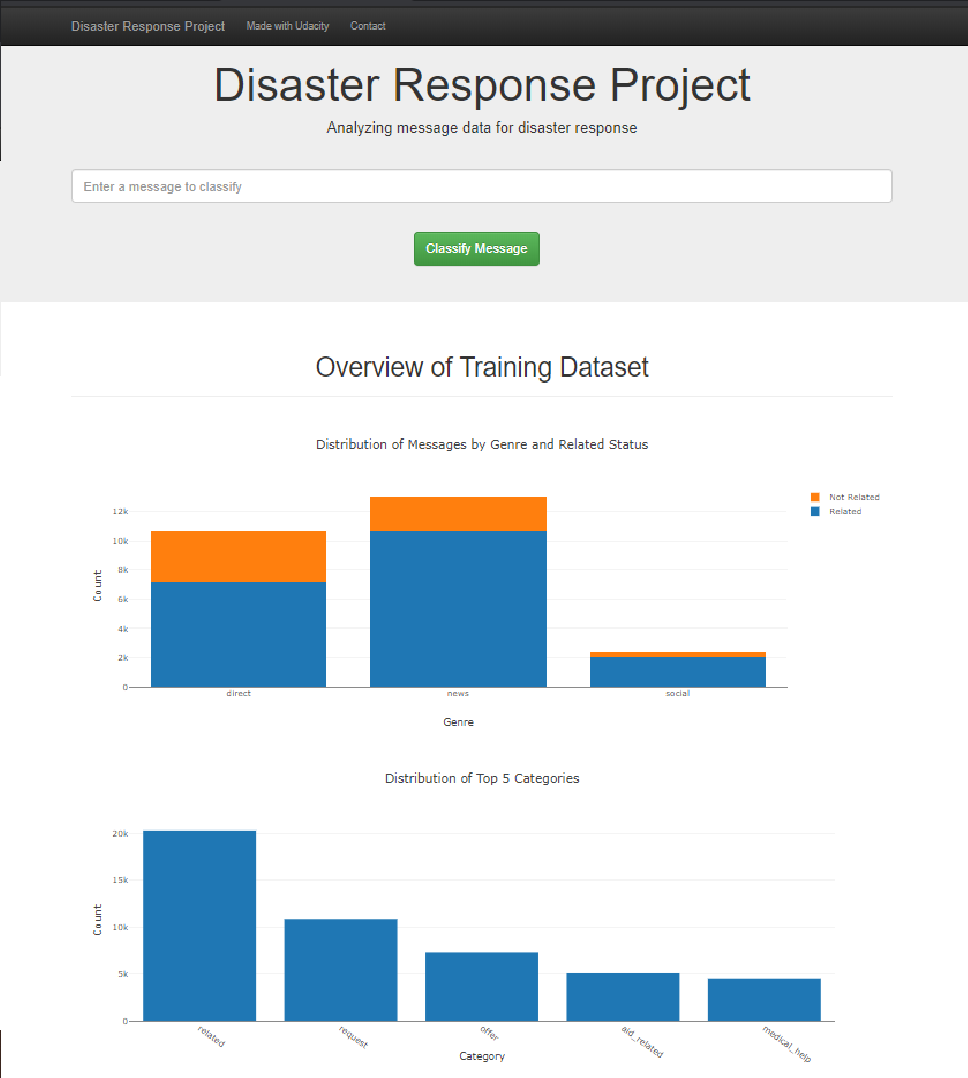 Disaster Response Project Made with Udacity Contact
Disaster Response Project
Analyzing message data for disaster response
Enter a message to classify
Classify Message
Overview of Training Dataset
Distribution of Messages by Genre and Related Status
Not Related
Related
12k
10k
8k
6k
4k
2k
0
Count
direct news social
Genre
Distribution of Top 5 Categories
20k
15k
10k
5k
0
Count
related request offer aid_related medical_help
Category